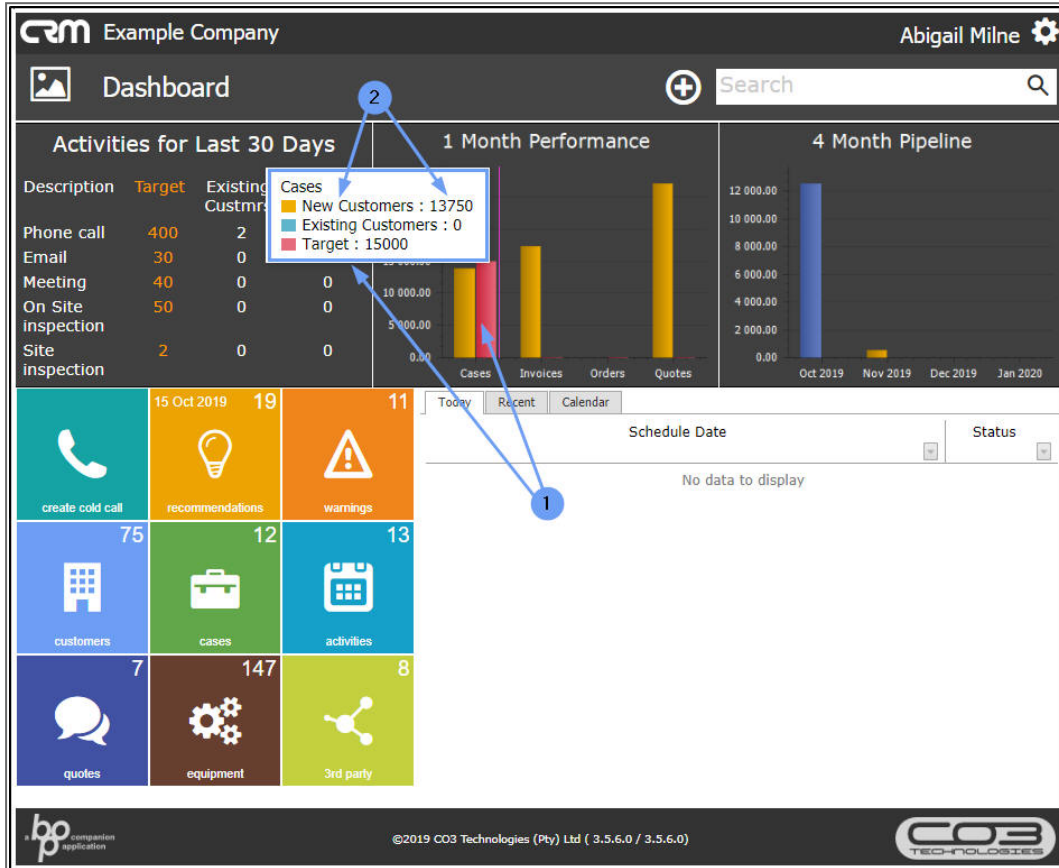 CRM Example Company
Abigail Milne
Dashboard
Search
2
Activities for Last 30 Days
Description Target Existing Custmrs
Phone call 400 2
Email 30 0
Meeting 40 0 0
On Site inspection 50 0 0
Site inspection 2 0 0
1 Month Performance
Cases
New Customers : 13750
Existing Customers : 0
Target : 15000
10 000.00
5 000.00
0.00
Cases Invoices Orders Quotes
4 Month Pipeline
12 000.00
10 000.00
8 000.00
6 000.00
4 000.00
2 000.00
0.00
Oct 2019 Nov 2019 Dec 2019 Jan 2020
create cold call
15 Oct 2019 19
recommendations
11
warnings
75
customers
12
cases
13
activities
7
quotes
147
equipment
8
3rd party
Today Recent Calendar
Schedule Date Status
No data to display
1
a bpo companion application
©2019 CO3 Technologies (Pty) Ltd ( 3.5.6.0 / 3.5.6.0)
CO3
TECHNOLOGIES